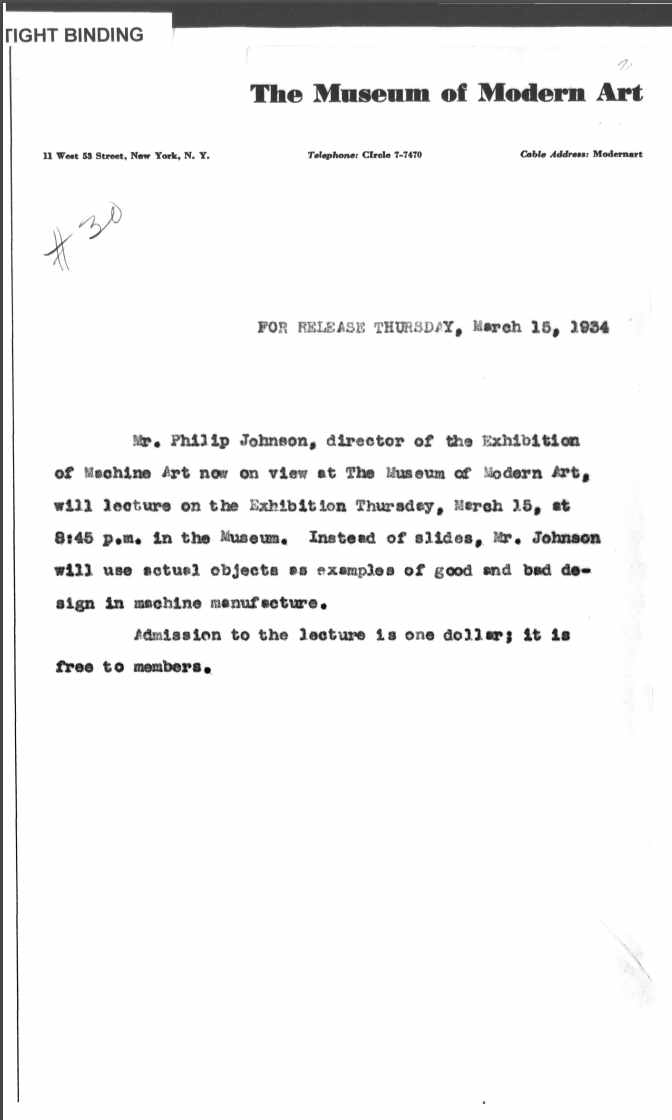 TIGHT BINDING
The Museum of Modern Art
11 West 53 Street, New York, N. Y. Telephone: CIrcle 7-7470 Cable Address: Modernart
#30
FOR RELEASE THURSDAY, March 15, 1934
Mr. Philip Johnson, director of the Exhibition
of Machine Art now on view at The Museum of Modern Art,
will lecture on the Exhibition Thursday, March 15, at
8:45 p.m. in the Museum. Instead of slides, Mr. Johnson
will use actual objects as examples of good and bad de-
sign in machine manufacture.
Admission to the lecture is one dollar; it is
free to members.